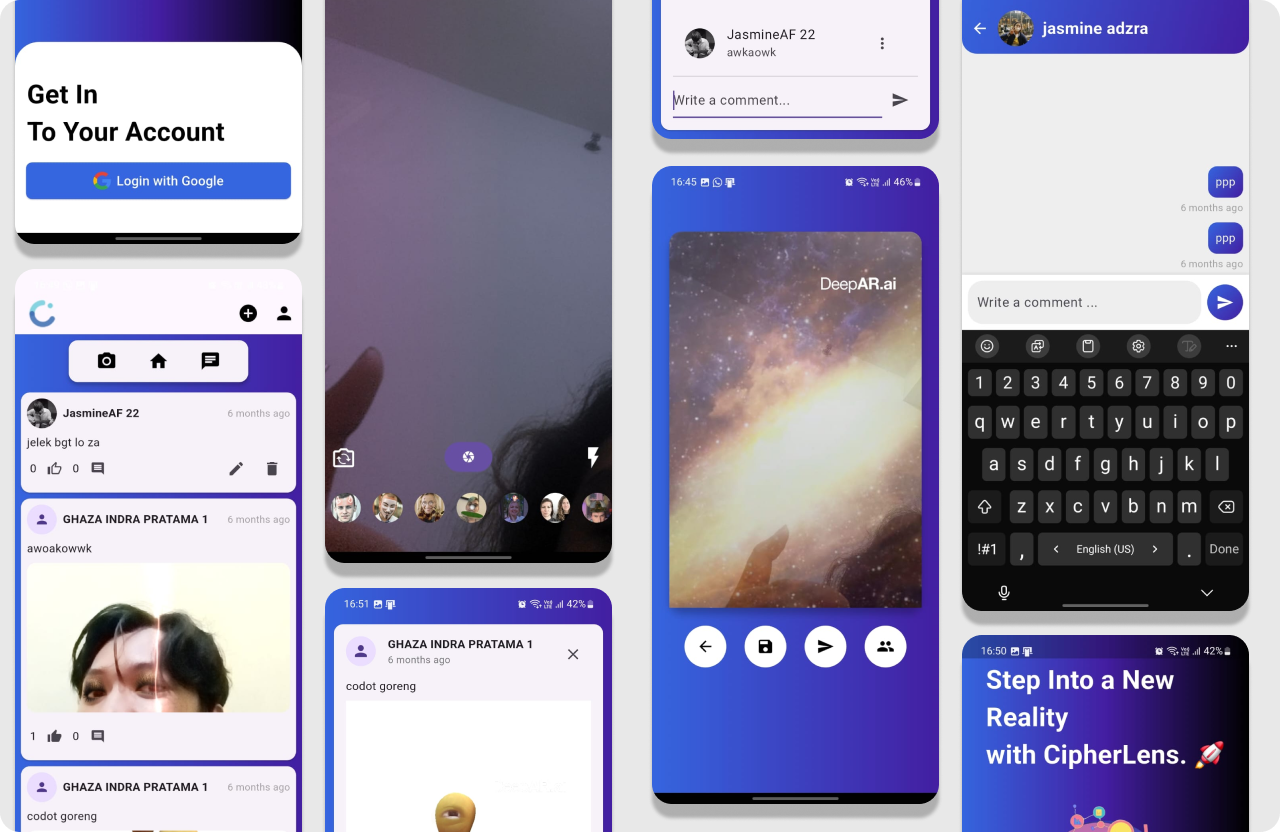 Get In
To Your Account
Login with Google
JasmineAF 22
6 months ago
jelek bgt lo za
0
0
GHAZA INDRA PRATAMA 1
6 months ago
awoakowwk
1
0
GHAZA INDRA PRATAMA 1
6 months ago
codot goreng
16:51
42%
GHAZA INDRA PRATAMA 1
6 months ago
codot goreng
JasmineAF 22
awkaowk
Write a comment...
16:45
46%
DeepAR.ai
jasmine adzra
ppp
6 months ago
ppp
6 months ago
Write a comment ...
1 2 3 4 5 6 7 8 9 0
q w e r t y u i o p
a s d f g h j k l
z x c v b n m
!#1 , English (US) . Done
16:50
42%
Step Into a New
Reality
with CipherLens. 🚀